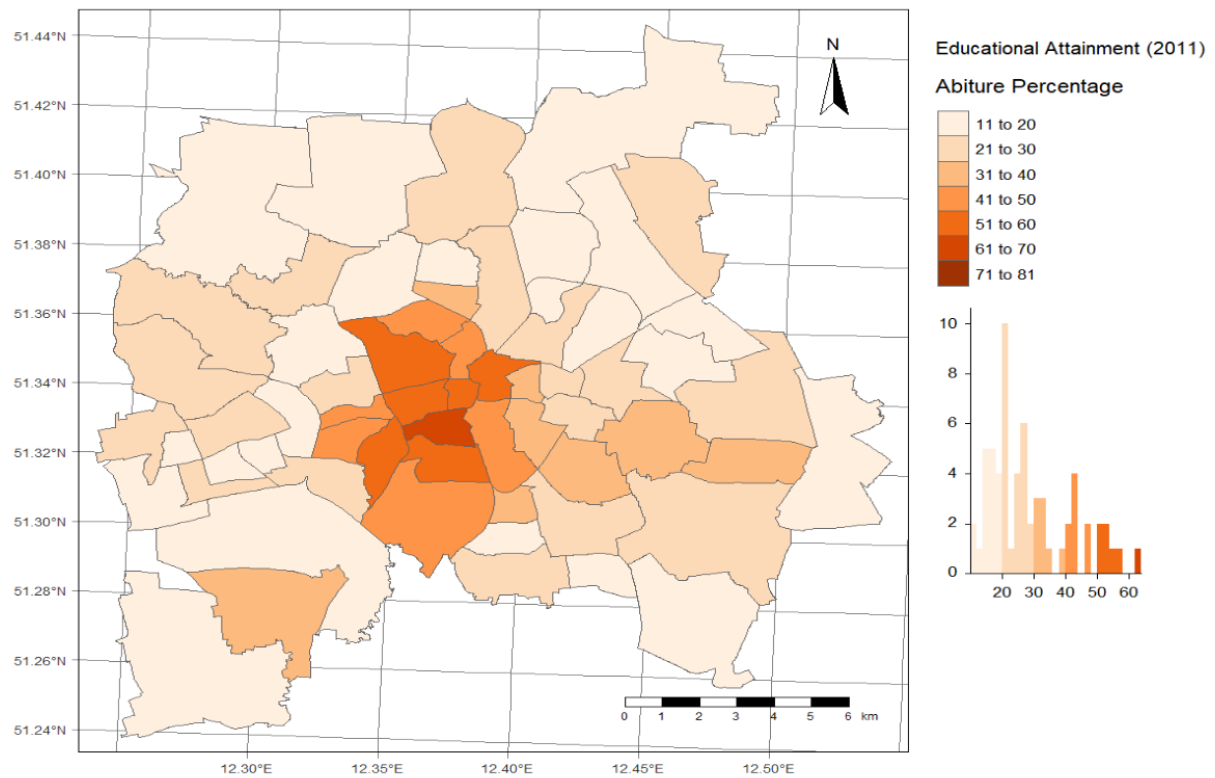 51.44°N
51.42°N
51.40°N
51.38°N
51.36°N
51.34°N
51.32°N
51.30°N
51.28°N
51.26°N
51.24°N
12.30°E
12.35°E
12.40°E
12.45°E
12.50°E
N
0 1 2 3 4 5 6 km
Educational Attainment (2011)
Abiture Percentage
11 to 20
21 to 30
31 to 40
41 to 50
51 to 60
61 to 70
71 to 81
10
8
6
4
2
0
20 30 40 50 60